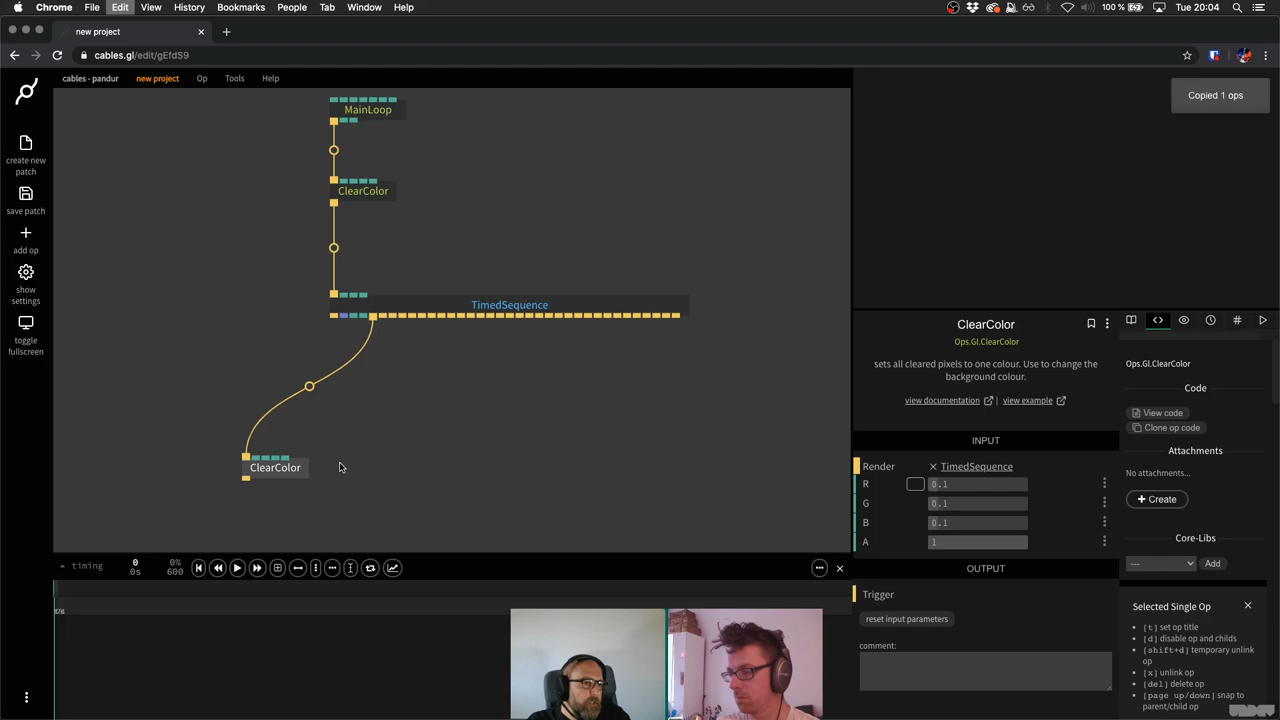 Chrome File Edit View History Bookmarks People Tab Window Help 100 % Tue 20:04
new project
cables.gl/edit/gEfdS9
cables - pandur new project Op Tools Help
Copied 1 ops
create new
patch
save patch
add op
show
settings
toggle
fullscreen
MainLoop
ClearColor
TimedSequence
ClearColor
ClearColor
Ops.Gl.ClearColor
sets all cleared pixels to one colour. Use to change the
background colour.
view documentation view example
INPUT
Render TimedSequence
R 0.1
G 0.1
B 0.1
A 1
OUTPUT
Trigger
reset input parameters
comment:
Ops.Gl.ClearColor
Code
View code
Clone op code
Attachments
No attachments...
+ Create
Core-Libs
--- Add
Selected Single Op
[t] set op title
[d] disable op and childs
[shift+d] temporary unlink
op
[x] unlink op
[del] delete op
[page up/down] snap to
parent/child op
timing 0 0%
0s 600